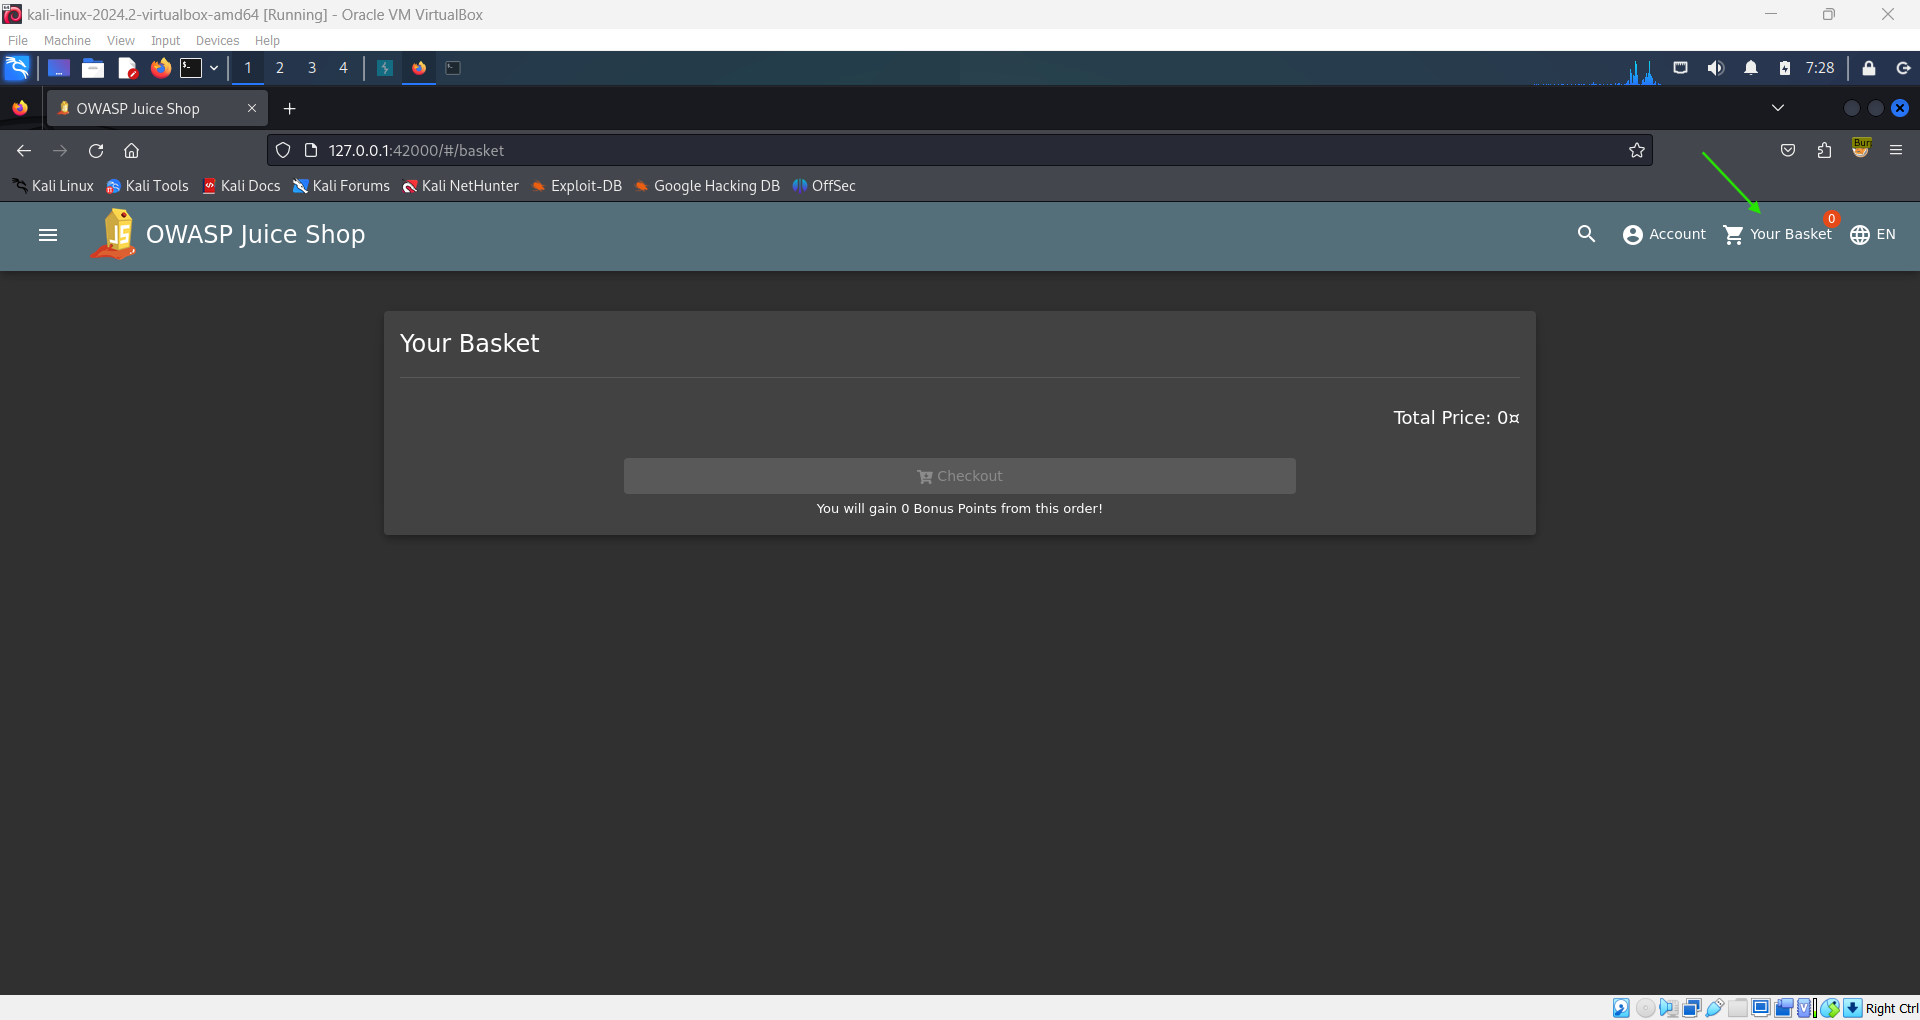 kali-linux-2024.2-virtualbox-amd64 [Running] - Oracle VM VirtualBox
File Machine View Input Devices Help
1 2 3 4 7:28
OWASP Juice Shop
127.0.0.1:42000/#/basket
Kali Linux Kali Tools Kali Docs Kali Forums Kali NetHunter Exploit-DB Google Hacking DB OffSec
OWASP Juice Shop Account Your Basket 0 EN
Your Basket
Total Price: 0¤
Checkout
You will gain 0 Bonus Points from this order!
Right Ctrl